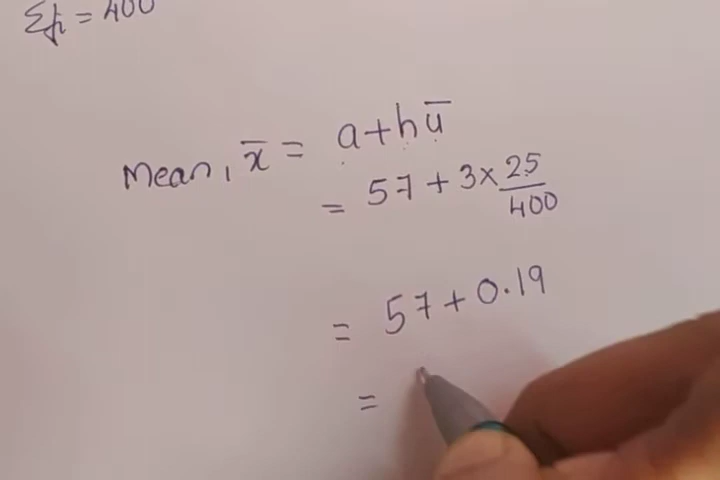 Σfi = 400
Mean, x̄ = a+hū
= 57 + 3×25/400
= 57 + 0.19
=